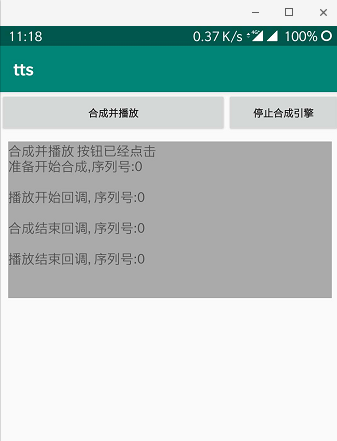 11:18
0.37 K/s 4G 100%
tts
合成并播放
停止合成引擎
合成并播放 按钮已经点击
准备开始合成,序列号:0
播放开始回调, 序列号:0
合成结束回调, 序列号:0
播放结束回调, 序列号:0